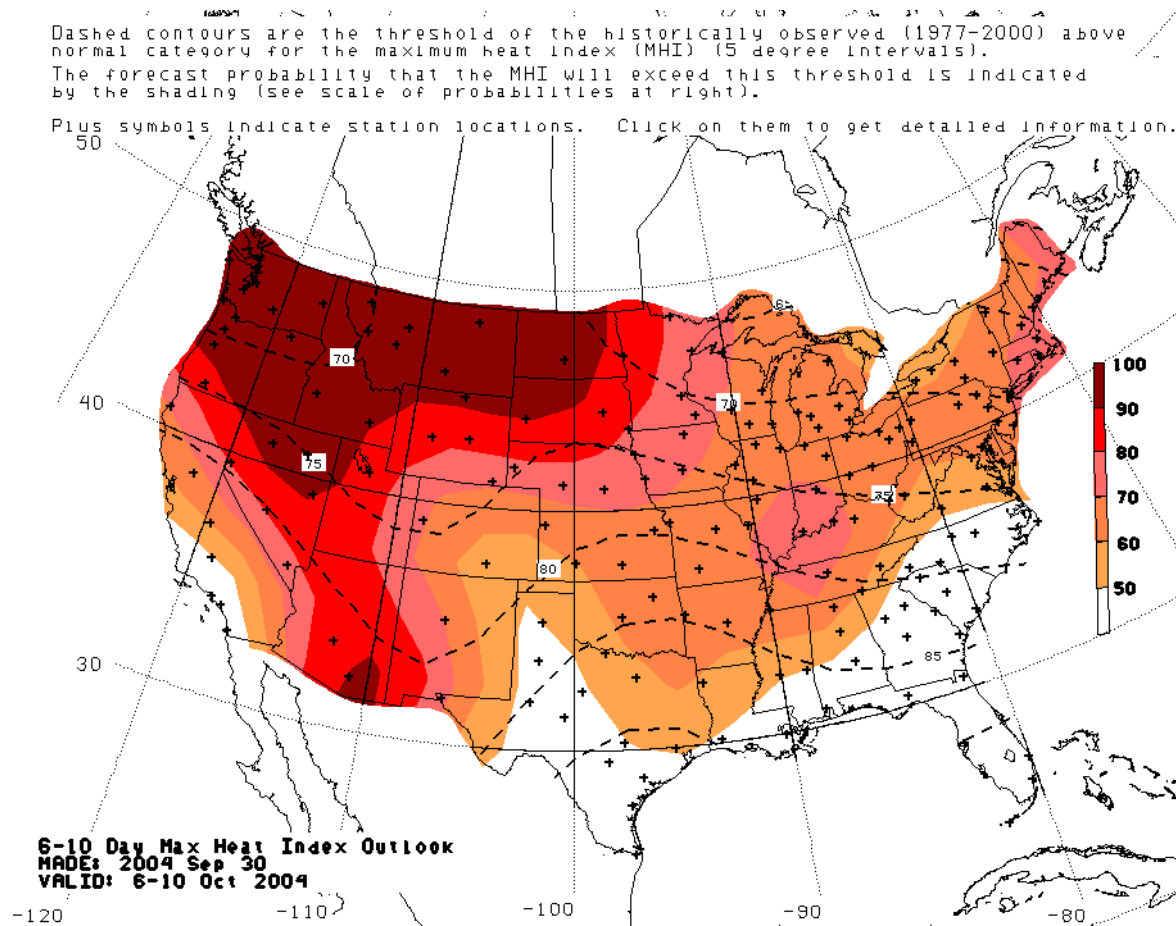 Dashed contours are the threshold of the historically observed (1977-2000) above
normal category for the maximum heat index (MHI) (5 degree intervals).
The forecast probability that the MHI will exceed this threshold is indicated
by the shading (see scale of probabilities at right).
Plus symbols indicate station locations. Click on them to get detailed information.
50
40
30
70
70
75
75
80
85
100
90
80
70
60
50
6-10 Day Max Heat Index Outlook
MADE: 2004 Sep 30
VALID: 6-10 Oct 2004
-120
-110
-100
-90
-80